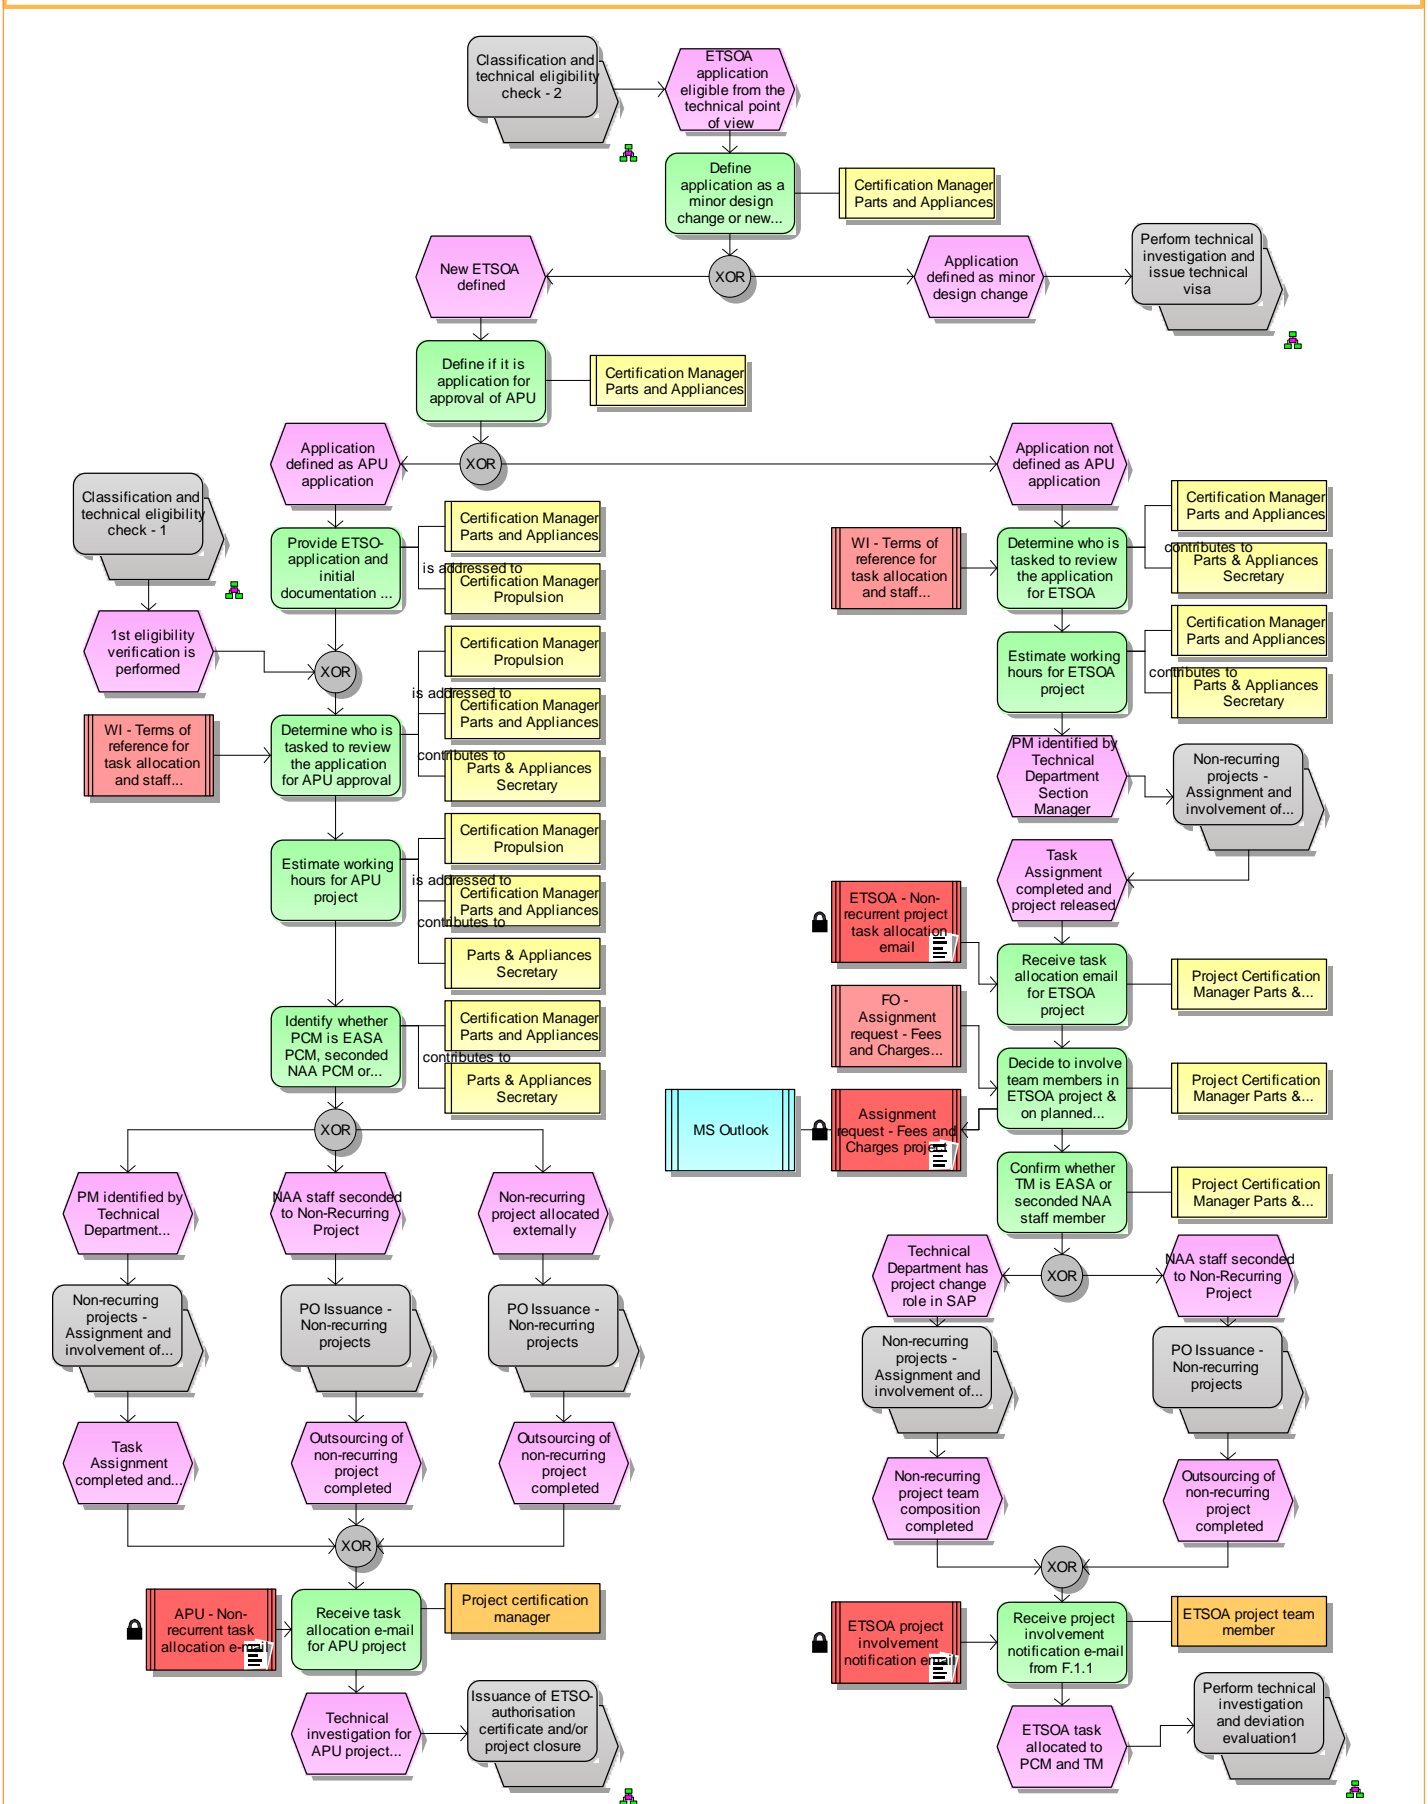 Classification and
technical eligibility
check - 2
ETSOA
application
eligible from the
technical point
of view
Define
application as a
minor design
change or new...
Certification Manager
Parts and Appliances
New ETSOA
defined
XOR
Application
defined as minor
design change
Perform technical
investigation and
issue technical
visa
Define if it is
application for
approval of APU
Certification Manager
Parts and Appliances
Application
defined as APU
application
XOR
Application not
defined as APU
application
Classification and
technical eligibility
check - 1
Provide ETSO-
application and
initial
documentation ...
Certification Manager
Parts and Appliances
is addressed to
Certification Manager
Propulsion
WI - Terms of
reference for
task allocation
and staff...
Determine who is
tasked to review
the application
for ETSOA
Certification Manager
Parts and Appliances
contributes to
Parts & Appliances
Secretary
1st eligibility
verification is
performed
XOR
Certification Manager
Propulsion
is addressed to
Certification Manager
Parts and Appliances
contributes to
Parts & Appliances
Secretary
Estimate working
hours for ETSOA
project
Certification Manager
Parts and Appliances
contributes to
Parts & Appliances
Secretary
WI - Terms of
reference for
task allocation
and staff...
Determine who is
tasked to review
the application
for APU approval
PM identified by
Technical
Department
Section
Manager
Non-recurring
projects -
Assignment and
involvement of...
Estimate working
hours for APU
project
Certification Manager
Propulsion
is addressed to
Certification Manager
Parts and Appliances
contributes to
Parts & Appliances
Secretary
Task
Assignment
completed and
project released
ETSOA - Non-
recurrent project
task allocation
email
Receive task
allocation email
for ETSOA
project
Project Certification
Manager Parts &...
Identify whether
PCM is EASA
PCM, seconded
NAA PCM or...
Certification Manager
Parts and Appliances
contributes to
Parts & Appliances
Secretary
FO -
Assignment
request - Fees
and Charges...
Decide to involve
team members in
ETSOA project &
on planned...
Project Certification
Manager Parts &...
MS Outlook
Assignment
request - Fees and
Charges project
XOR
Confirm whether
TM is EASA or
seconded NAA
staff member
Project Certification
Manager Parts &...
PM identified by
Technical
Department...
NAA staff seconded
to Non-Recurring
Project
Non-recurring
project allocated
externally
Technical
Department has
project change
role in SAP
XOR
NAA staff seconded
to Non-Recurring
Project
Non-recurring
projects -
Assignment and
involvement of...
PO Issuance -
Non-recurring
projects
PO Issuance -
Non-recurring
projects
Non-recurring
projects -
Assignment and
involvement of...
PO Issuance -
Non-recurring
projects
Task
Assignment
completed and...
Outsourcing of
non-recurring
project
completed
Outsourcing of
non-recurring
project
completed
Non-recurring
project team
composition
completed
Outsourcing of
non-recurring
project
completed
XOR
XOR
APU - Non-
recurrent task
allocation e-mail
Receive task
allocation e-mail
for APU project
Project certification
manager
ETSOA project
involvement
notification email
Receive project
involvement
notification e-mail
from F.1.1
ETSOA project team
member
Technical
investigation for
APU project...
Issuance of ETSO-
authorisation
certificate and/or
project closure
ETSOA task
allocated to
PCM and TM
Perform technical
investigation
and deviation
evaluation1